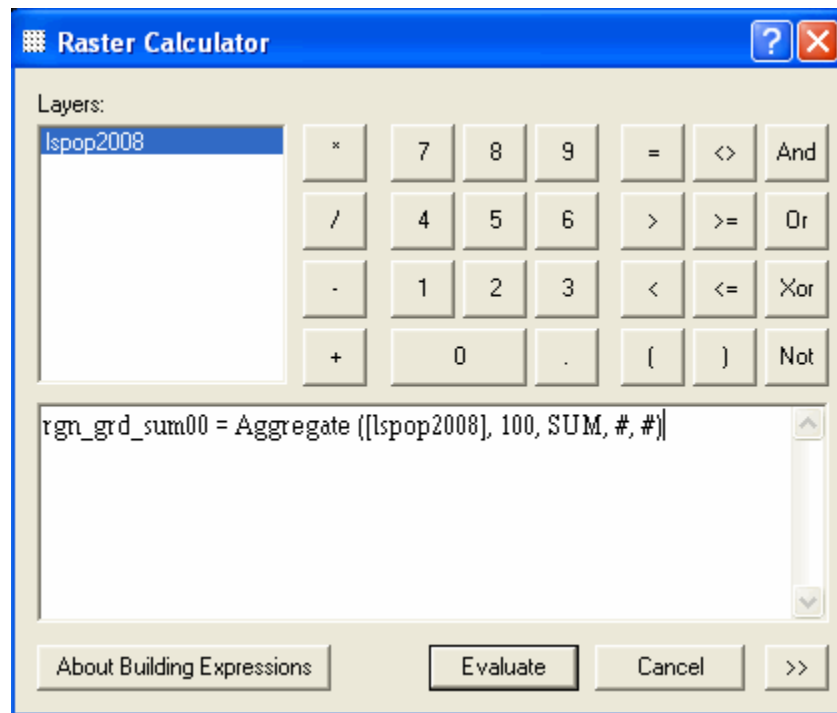 Raster Calculator
?
X
Layers:
lspop2008
* 7 8 9 = <> And
/ 4 5 6 > >= Or
- 1 2 3 < <= Xor
+ 0 . ( ) Not
rgn_grd_sum00 = Aggregate ([lspop2008], 100, SUM, #, #)
About Building Expressions
Evaluate
Cancel
>>